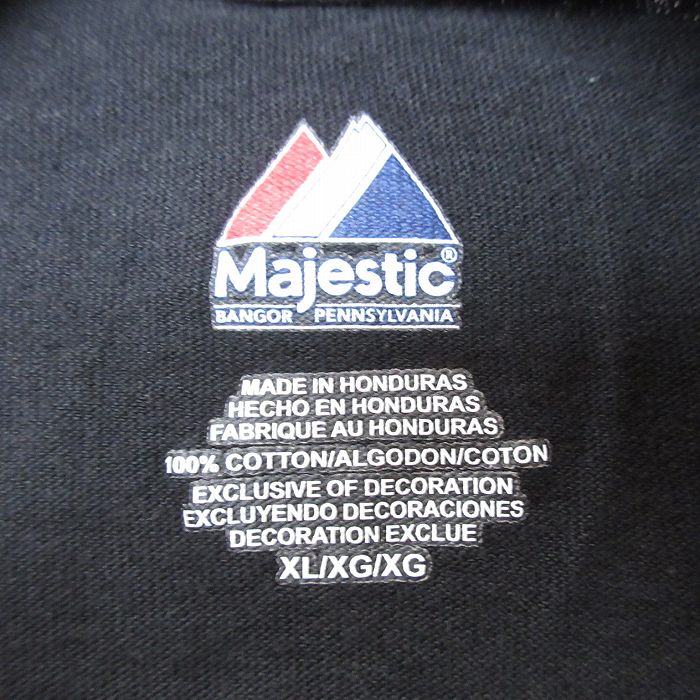 Majestic®
BANGOR PENNSYLVANIA
MADE IN HONDURAS
HECHO EN HONDURAS
FABRIQUE AU HONDURAS
100% COTTON/ALGODON/COTON
EXCLUSIVE OF DECORATION
EXCLUYENDO DECORACIONES
DECORATION EXCLUE
XL/XG/XG